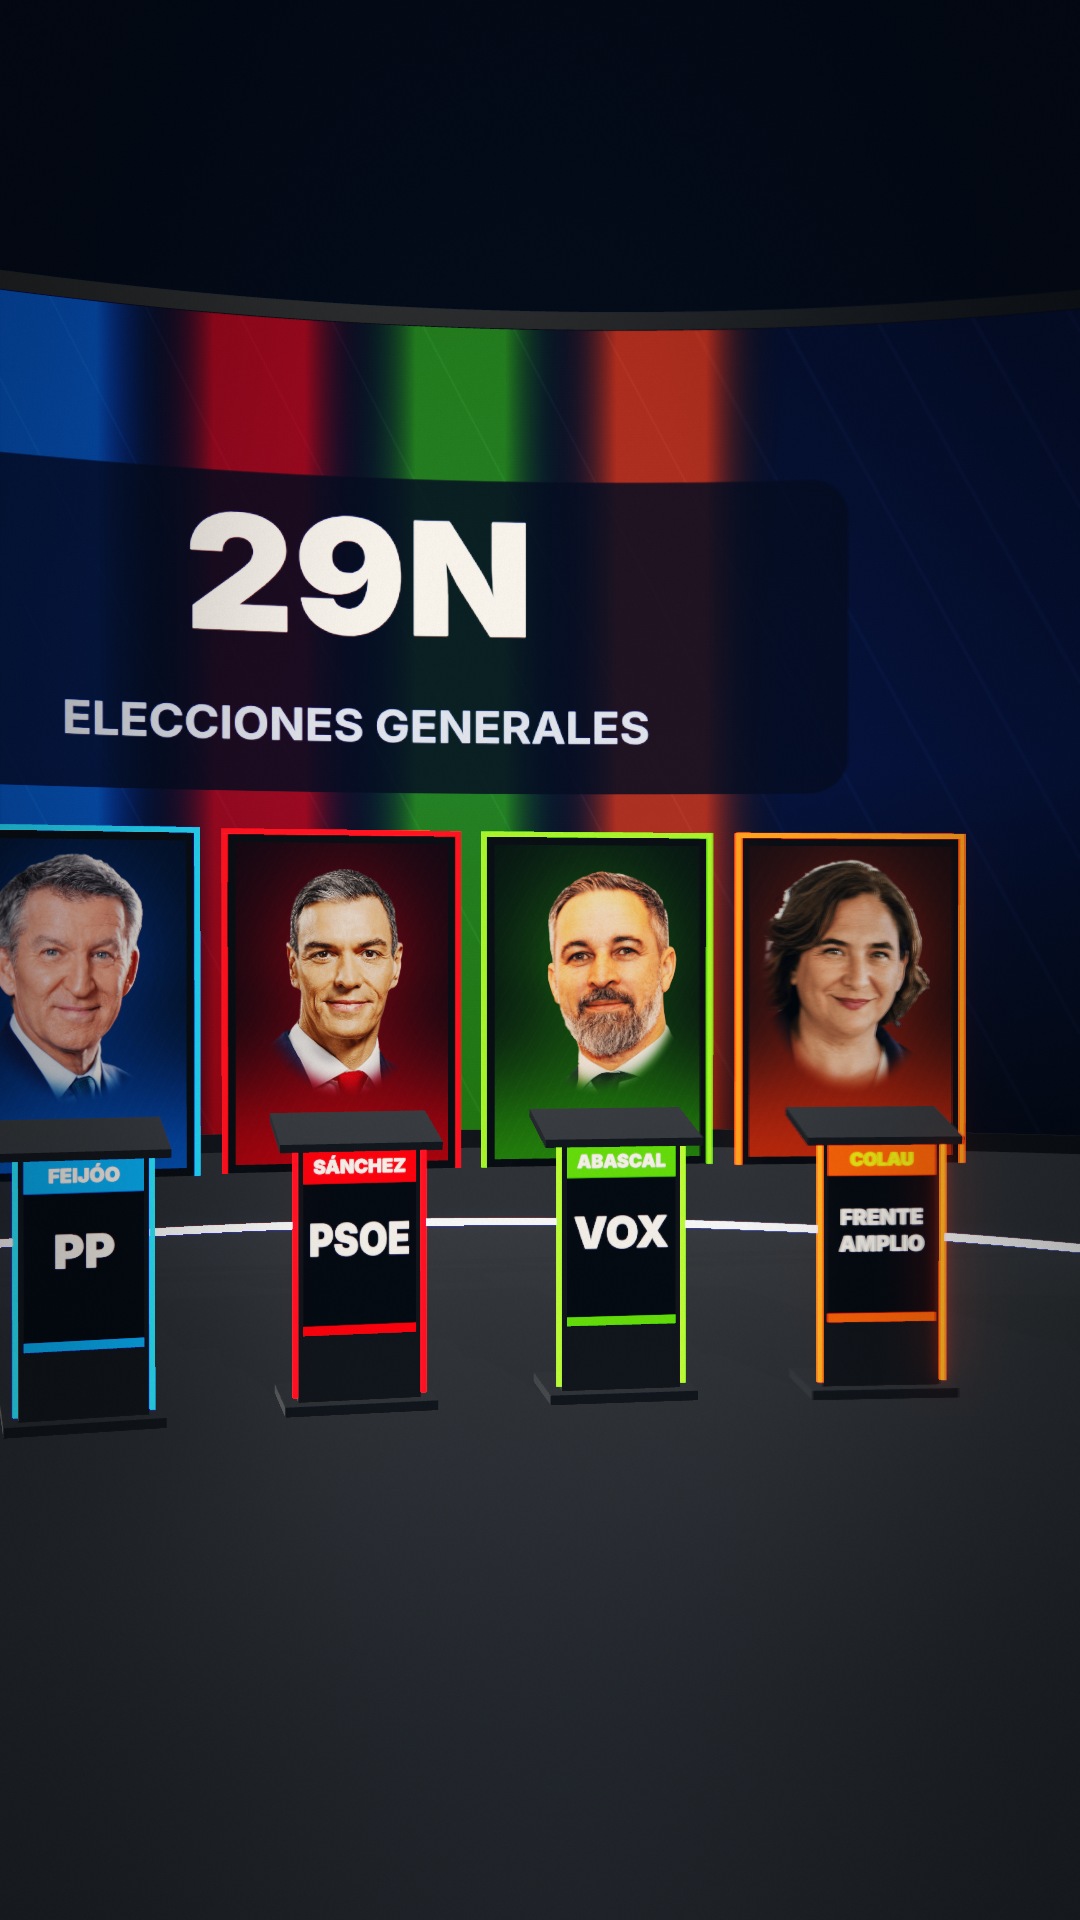 29N
ELECCIONES GENERALES
FEIJÓO
PP
SÁNCHEZ
PSOE
ABASCAL
VOX
COLAU
FRENTE
AMPLIO